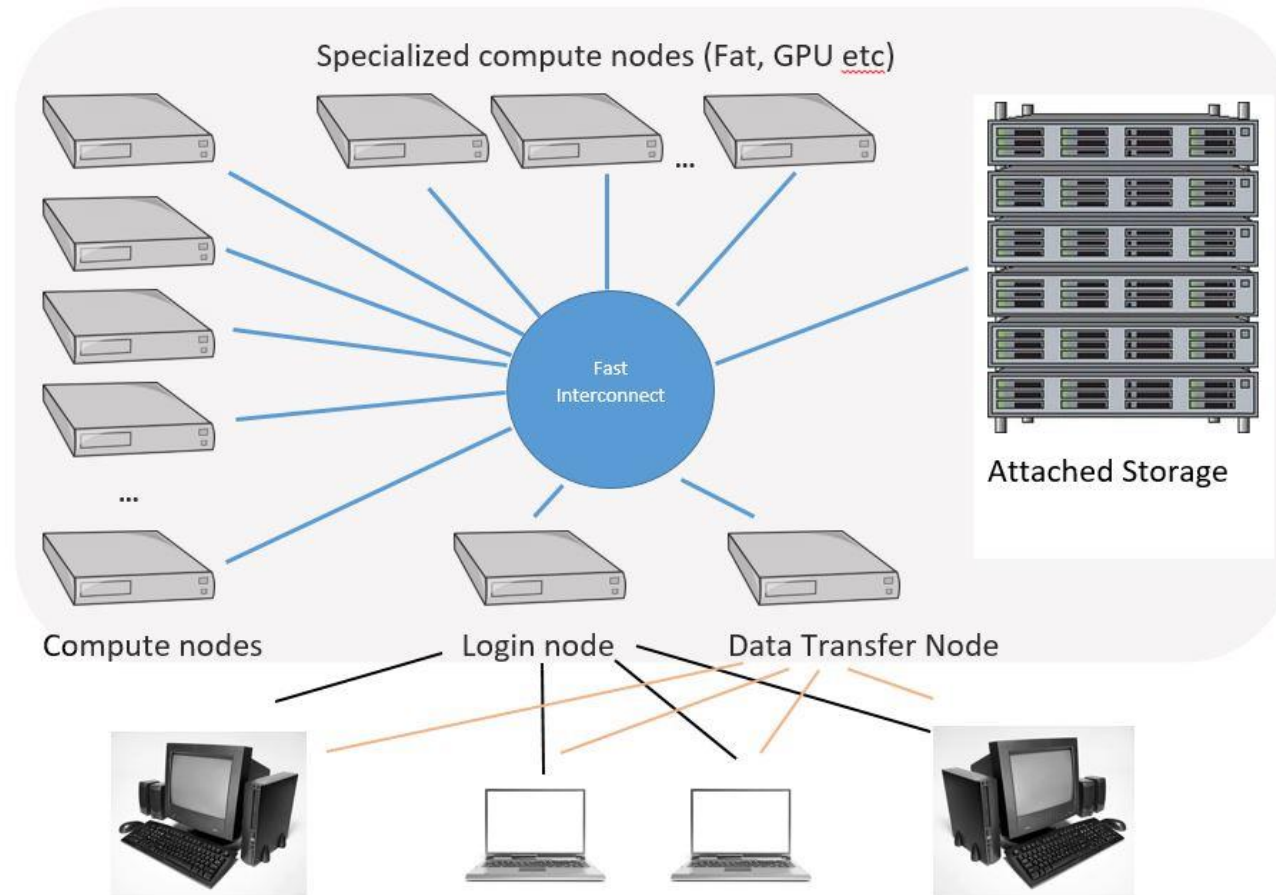 Specialized compute nodes (Fat, GPU etc)
...
Fast
Interconnect
Attached Storage
...
Compute nodes
Login node
Data Transfer Node